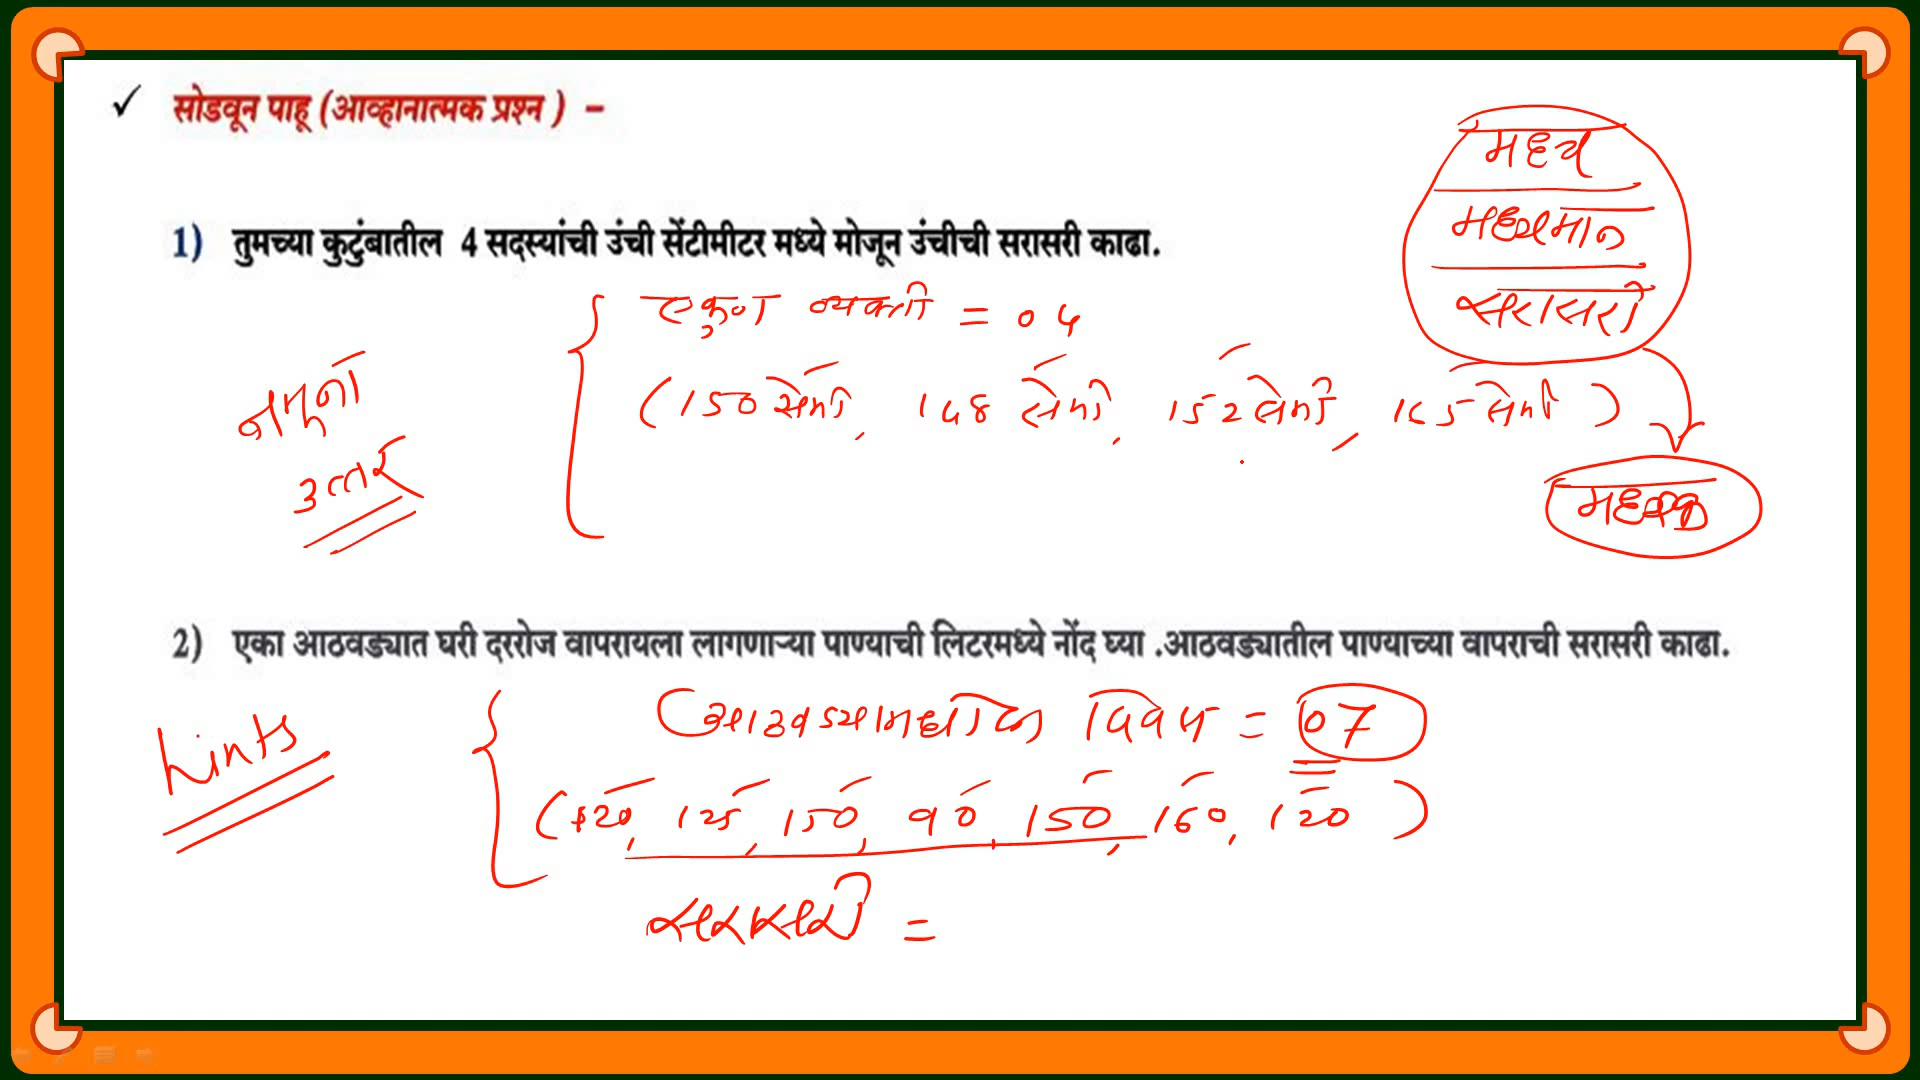 ✓ सोडवून पाहू (आव्हानात्मक प्रश्न ) –
मध्य
मध्यमान
सरासरी
1) तुमच्या कुटुंबातील 4 सदस्यांची उंची सेंटीमीटर मध्ये मोजून उंचीची सरासरी काढा.
एकुण व्यक्ती = 04
नमूना
उत्तर
(150 सेमी, 148 सेमी, 152 सेमी, 165 सेमी)
2) एका आठवड्यात घरी दररोज वापरायला लागणाऱ्या पाण्याची लिटरमध्ये नोंद घ्या .आठवड्यातील पाण्याच्या वापराची सरासरी काढा.
hints
दिवस = 07
(120, 125, 150, 90, 150, 160, 120)
सरासरी =